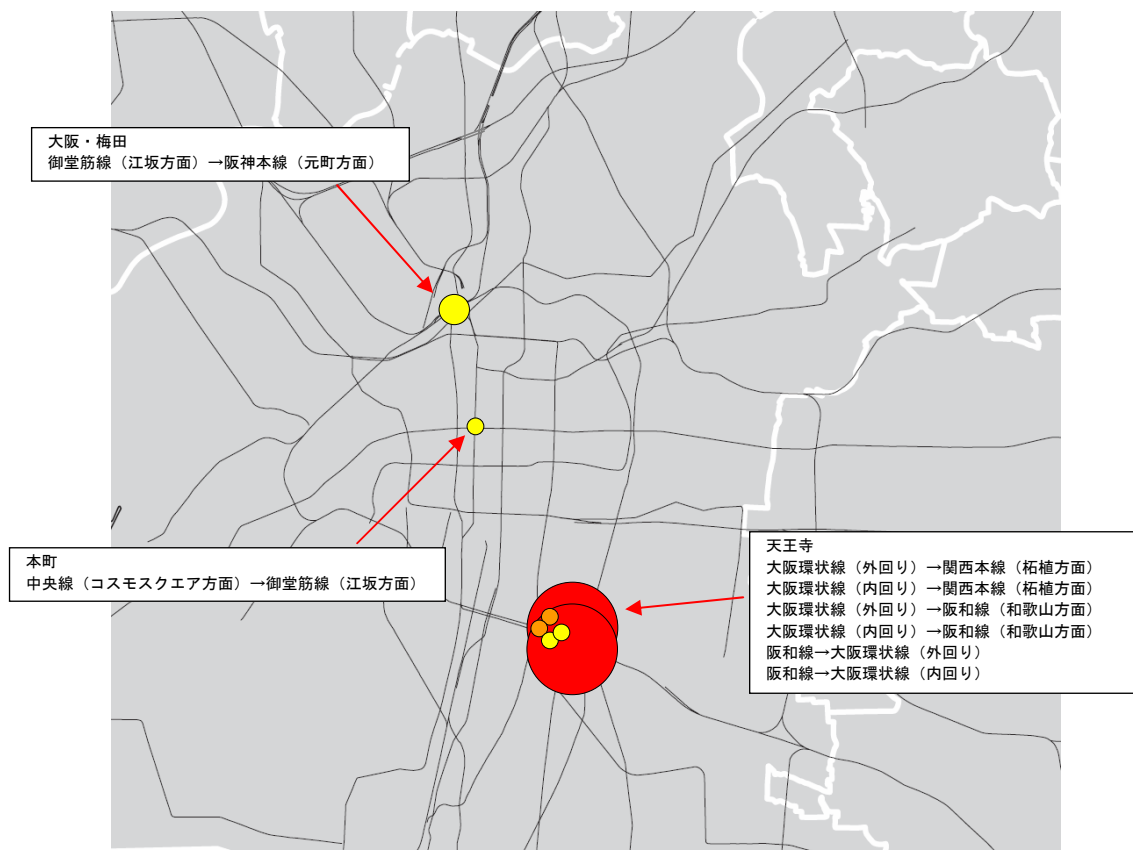 大阪・梅田
御堂筋線（江坂方面）→阪神本線（元町方面）
本町
中央線（コスモスクエア方面）→御堂筋線（江坂方面）
天王寺
大阪環状線（外回り）→関西本線（柘植方面）
大阪環状線（内回り）→関西本線（柘植方面）
大阪環状線（外回り）→阪和線（和歌山方面）
大阪環状線（内回り）→阪和線（和歌山方面）
阪和線→大阪環状線（外回り）
阪和線→大阪環状線（内回り）